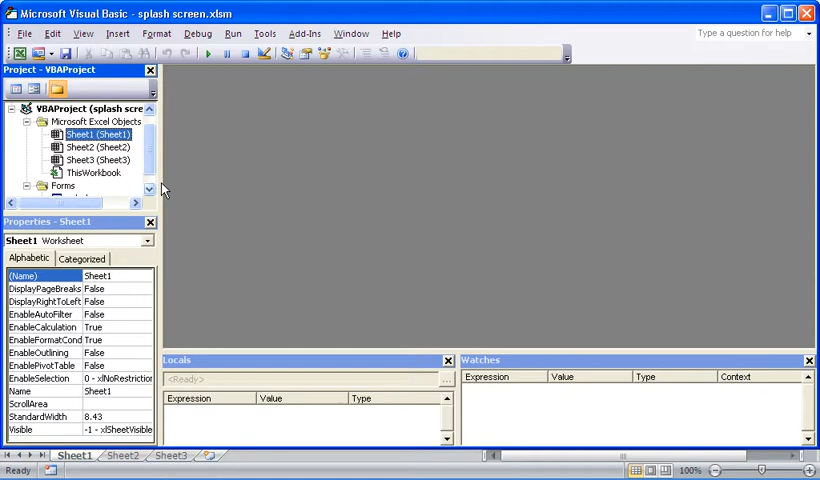 Microsoft Visual Basic - splash screen.xlsm
File Edit View Insert Format Debug Run Tools Add-Ins Window Help
Type a question for help
Project - VBAProject
VBAProject (splash scre
Microsoft Excel Objects
Sheet1 (Sheet1)
Sheet2 (Sheet2)
Sheet3 (Sheet3)
ThisWorkbook
Forms
Properties - Sheet1
Sheet1 Worksheet
Alphabetic Categorized
(Name) Sheet1
DisplayPageBreaks False
DisplayRightToLeft False
EnableAutoFilter False
EnableCalculation True
EnableFormatCond True
EnableOutlining False
EnablePivotTable False
EnableSelection 0 - xlNoRestriction
Name Sheet1
ScrollArea
StandardWidth 8.43
Visible -1 - xlSheetVisible
Locals
<Ready>
Expression Value Type
Watches
Expression Value Type Context
Sheet1 Sheet2 Sheet3
Ready
100%